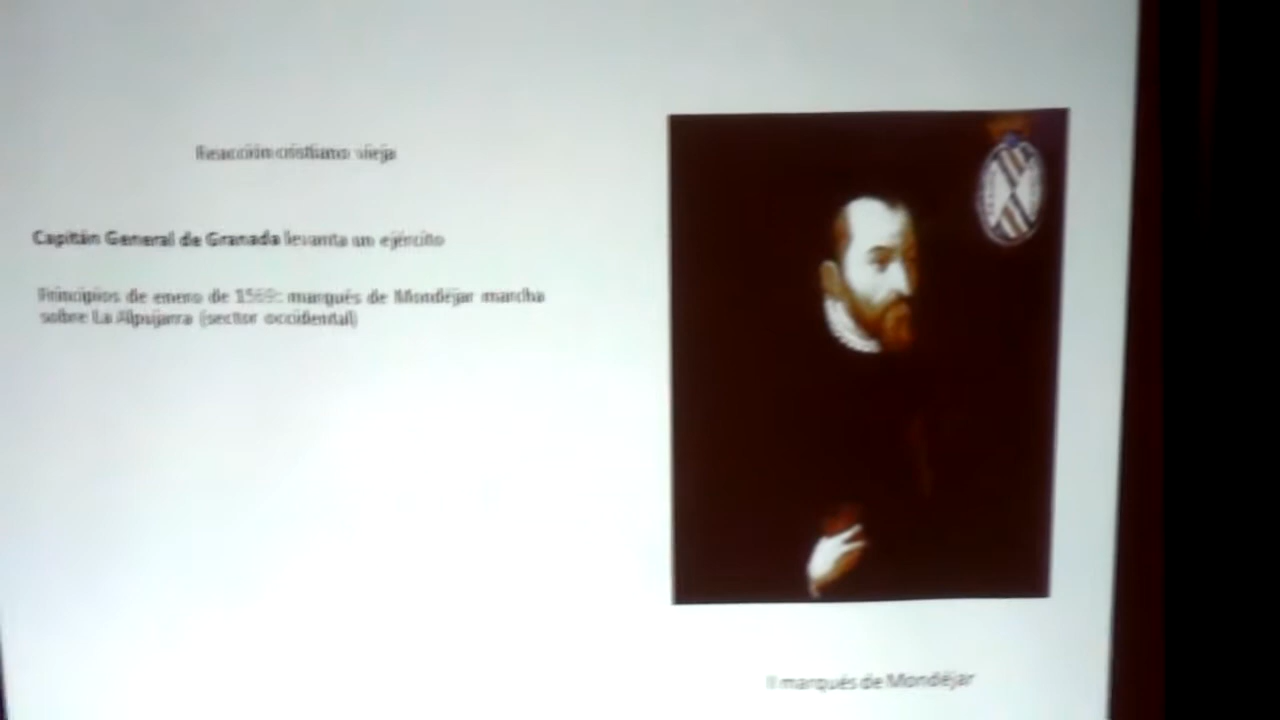 Reacción cristiano vieja
Capitán General de Granada levanta un ejército
Principios de enero de 1569: marqués de Mondéjar marcha
sobre La Alpujarra (sector occidental)
II marqués de Mondéjar